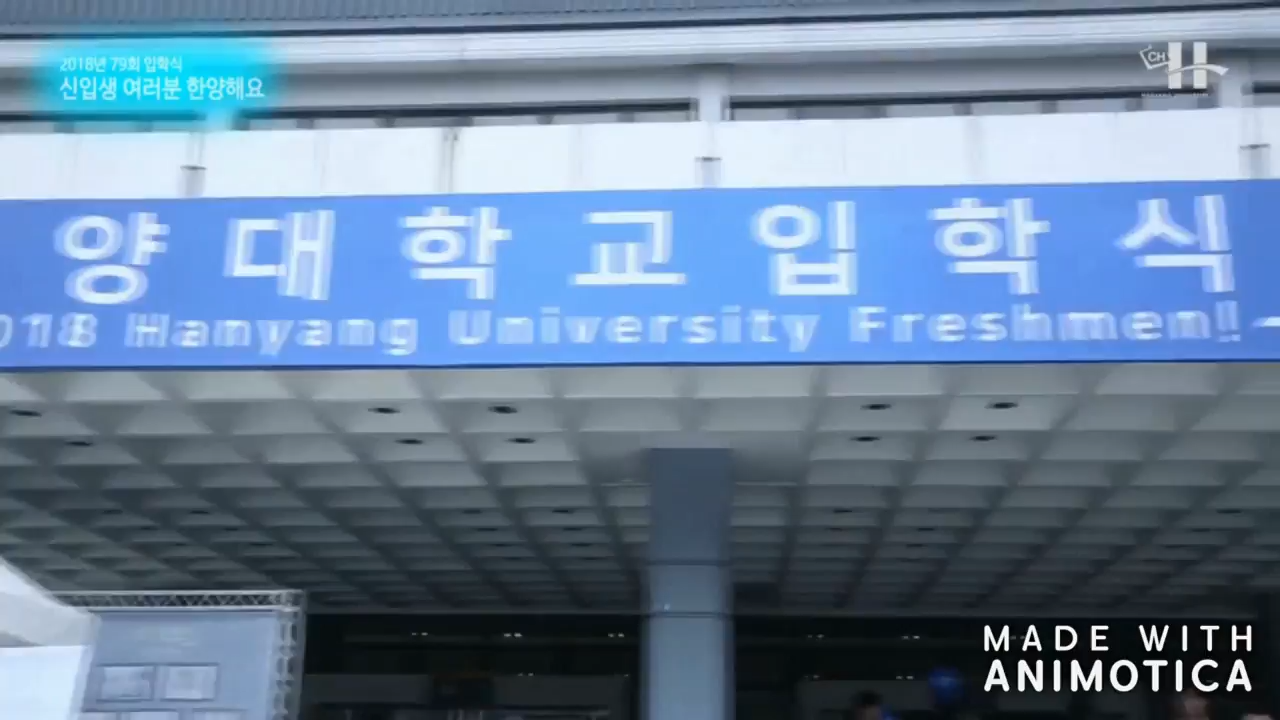 2018년 79회 입학식
신입생 여러분 한양해요
CH H
양대학교입학식
018 Hanyang University Freshmen!
MADE WITH
ANIMOTICA